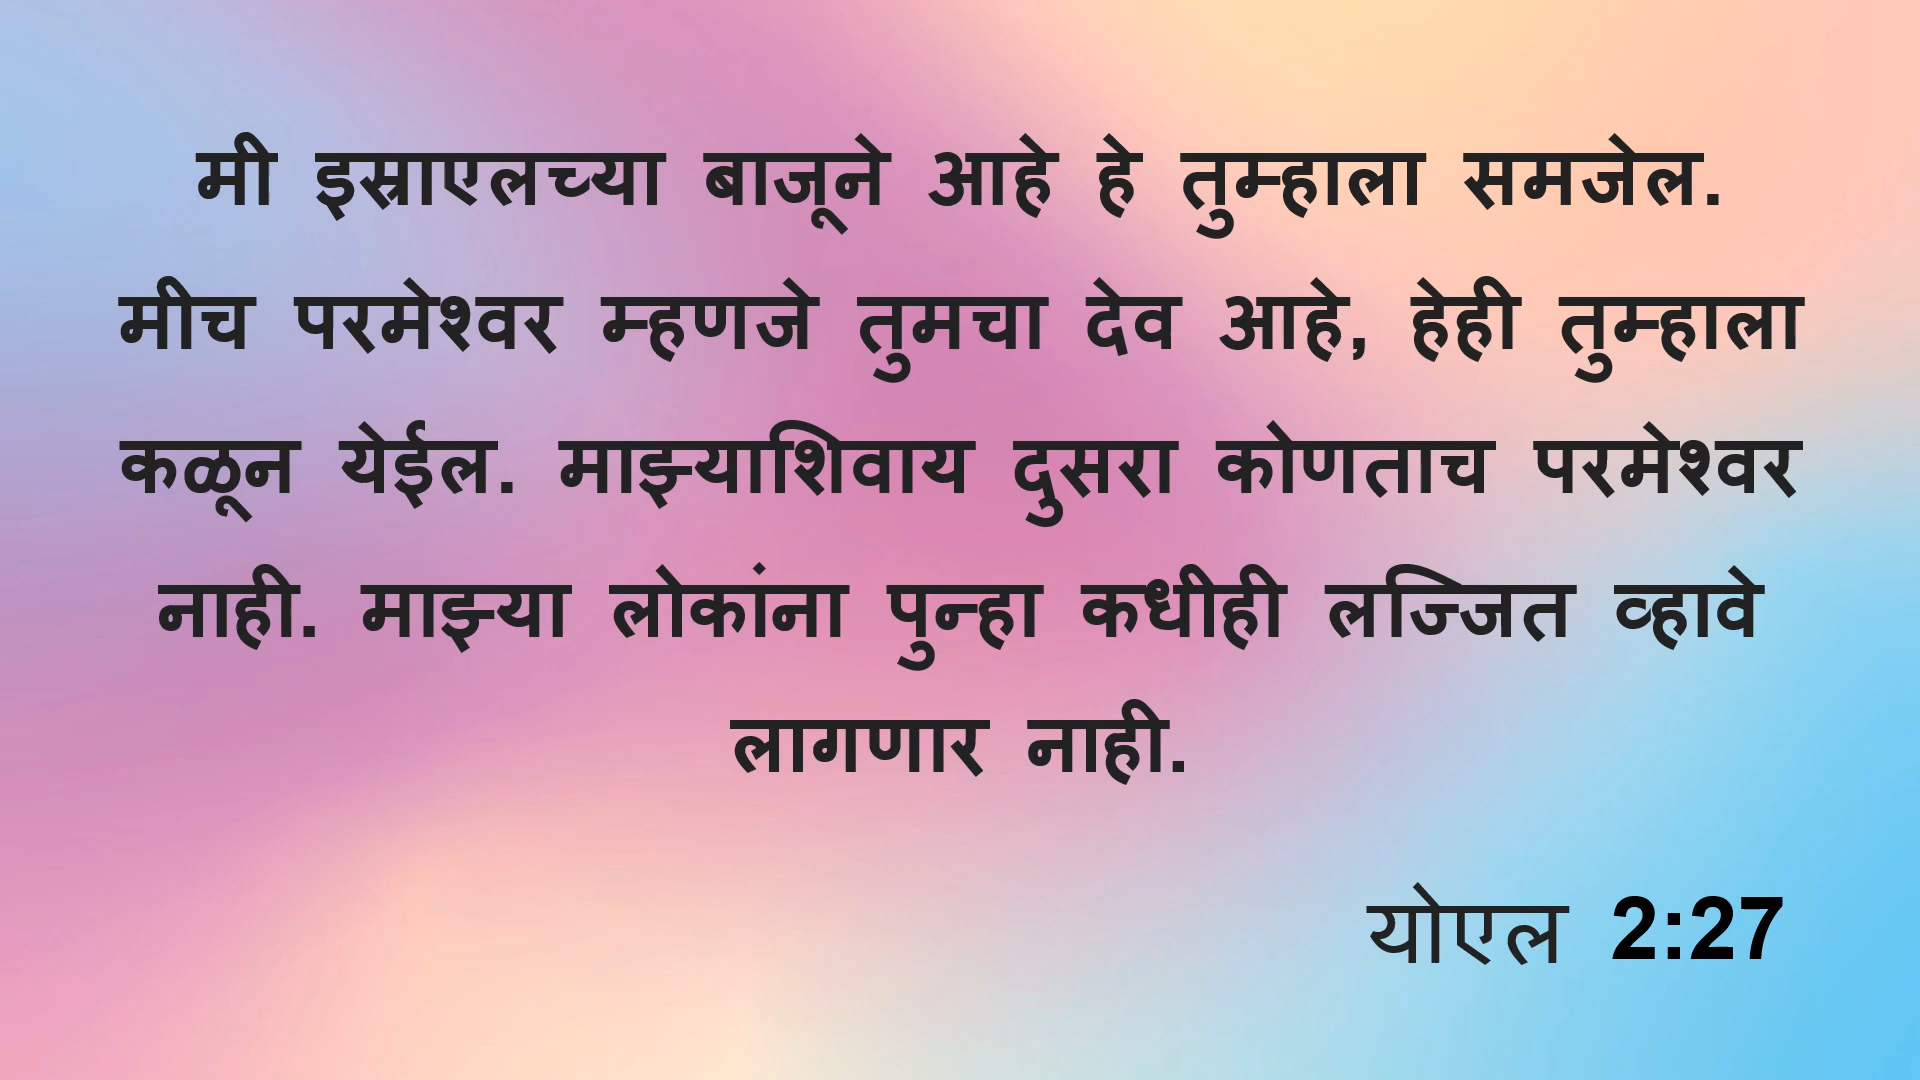 मी इस्राएलच्या बाजूने आहे हे तुम्हाला समजेल.
मीच परमेश्वर म्हणजे तुमचा देव आहे, हेही तुम्हाला
कळून येईल. माझ्याशिवाय दुसरा कोणताच परमेश्वर
नाही. माझ्या लोकांना पुन्हा कधीही लज्जित व्हावे
लागणार नाही.
योएल 2:27